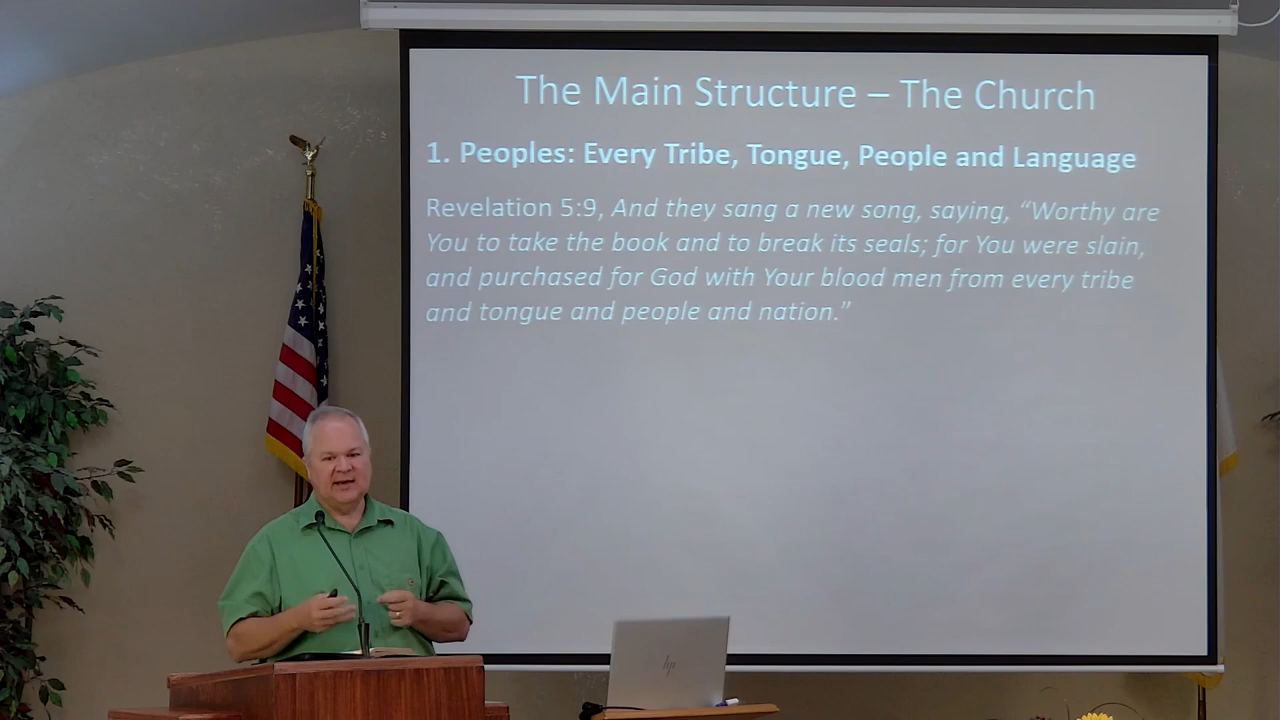 The Main Structure – The Church
1. Peoples: Every Tribe, Tongue, People and Language
Revelation 5:9, And they sang a new song, saying, “Worthy are
You to take the book and to break its seals; for You were slain,
and purchased for God with Your blood men from every tribe
and tongue and people and nation.”
hp